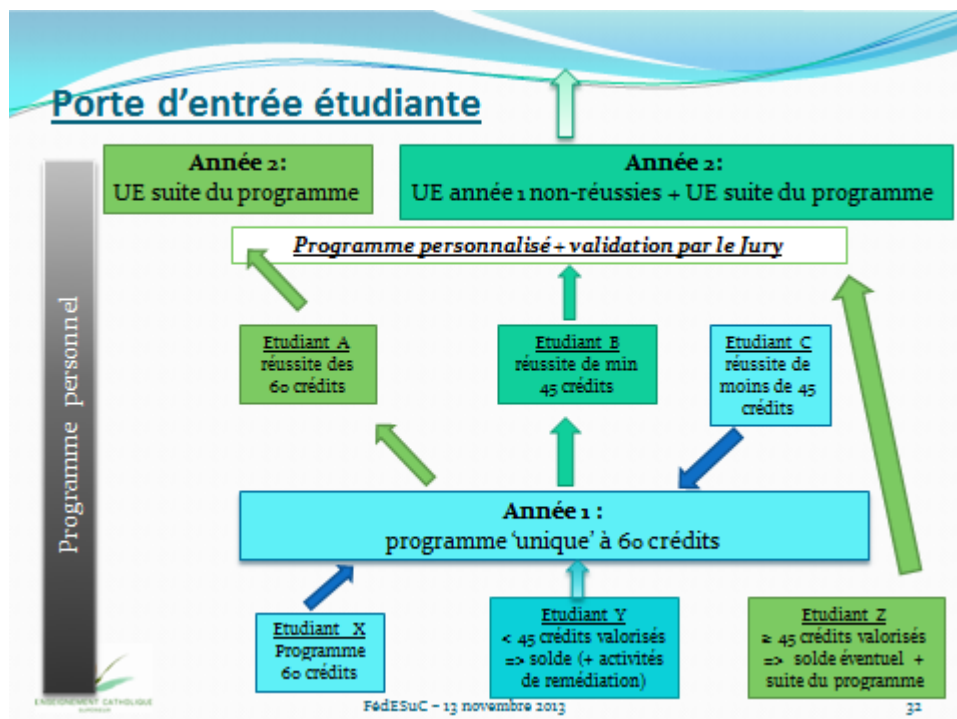 Porte d'entrée étudiante
Année 2:
UE suite du programme
Année 2:
UE année 1 non-réussies + UE suite du programme
Programme personnalisé + validation par le Jury
Programme personnel
Etudiant A
réussite des
60 crédits
Etudiant B
réussite de min
45 crédits
Etudiant C
réussite de
moins de 45
crédits
Année 1 :
programme 'unique' à 60 crédits
Etudiant X
Programme
60 crédits
Etudiant Y
< 45 crédits valorisés
=> solde (+ activités
de remédiation)
Etudiant Z
≥ 45 crédits valorisés
=> solde éventuel +
suite du programme
ENSEIGNEMENT CATHOLIQUE
SUPERIEUR
FédESuC – 13 novembre 2013
32